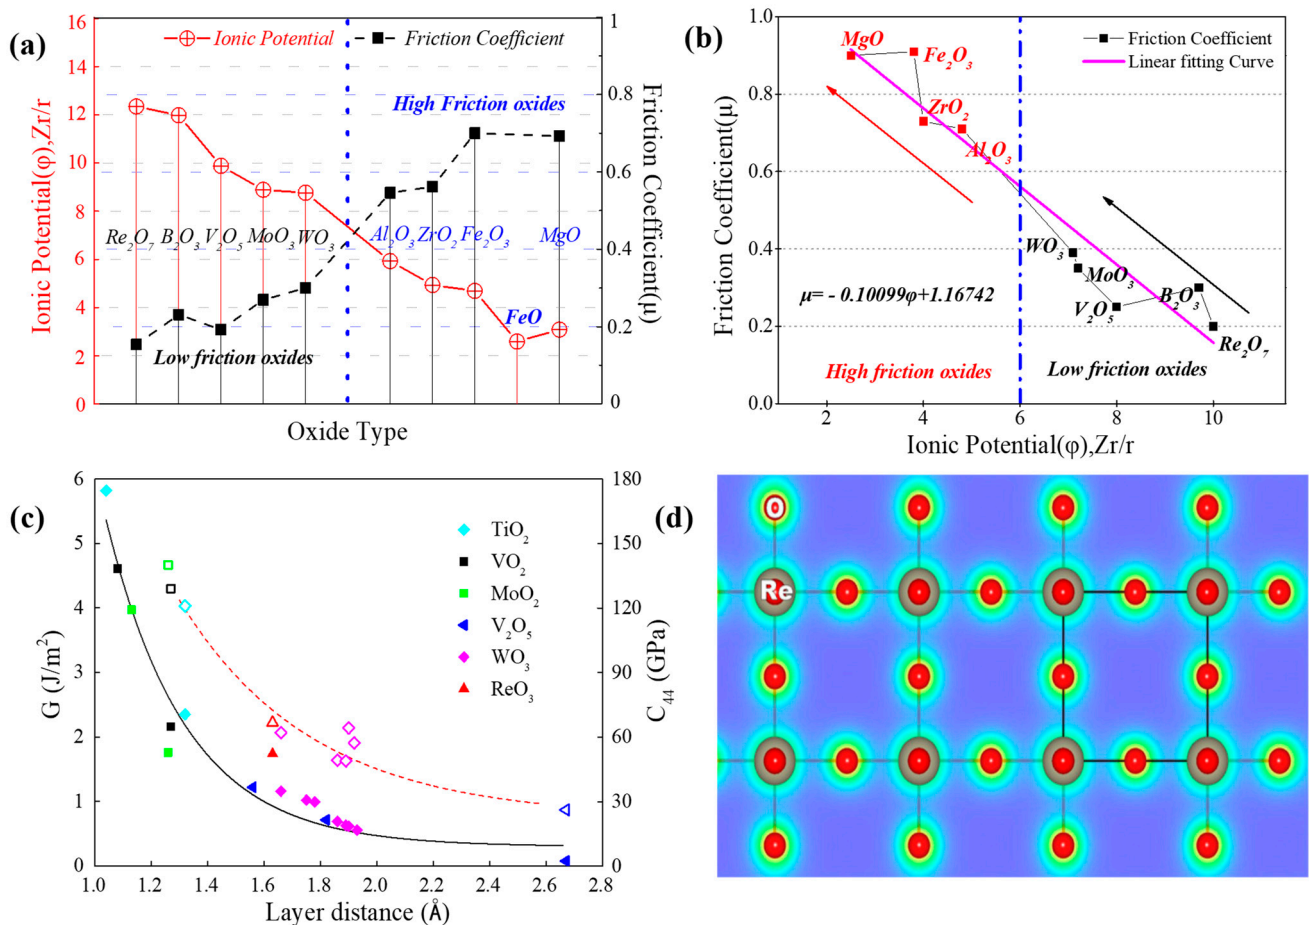 (a)
Ionic Potential
Friction Coefficient
High Friction oxides
Re₂O₇ B₂O₃ V₂O₅ MoO₃ WO₃ Al₂O₃ ZrO₂ Fe₂O₃ MgO
FeO
Low friction oxides
16
14
12
10
8
6
4
2
0
Ionic Potential(φ),Zr/r
1
0.8
0.6
0.4
0.2
0
Friction Coefficient(μ)
Oxide Type
(b)
MgO
Fe₂O₃
ZrO₂
Al₂O₃
Friction Coefficient
Linear fitting Curve
WO₃
MoO₃
V₂O₅
B₂O₃
Re₂O₇
μ= - 0.10099φ+1.16742
High friction oxides
Low friction oxides
1.0
0.8
0.6
0.4
0.2
0.0
Friction Coefficient(μ)
2 4 6 8 10
Ionic Potential(φ),Zr/r
(c)
TiO₂
VO₂
MoO₂
V₂O₅
WO₃
ReO₃
6
5
4
3
2
1
0
G (J/m²)
180
150
120
90
60
30
0
C₄₄ (GPa)
1.0 1.2 1.4 1.6 1.8 2.0 2.2 2.4 2.6 2.8
Layer distance (Å)
(d)
O
Re